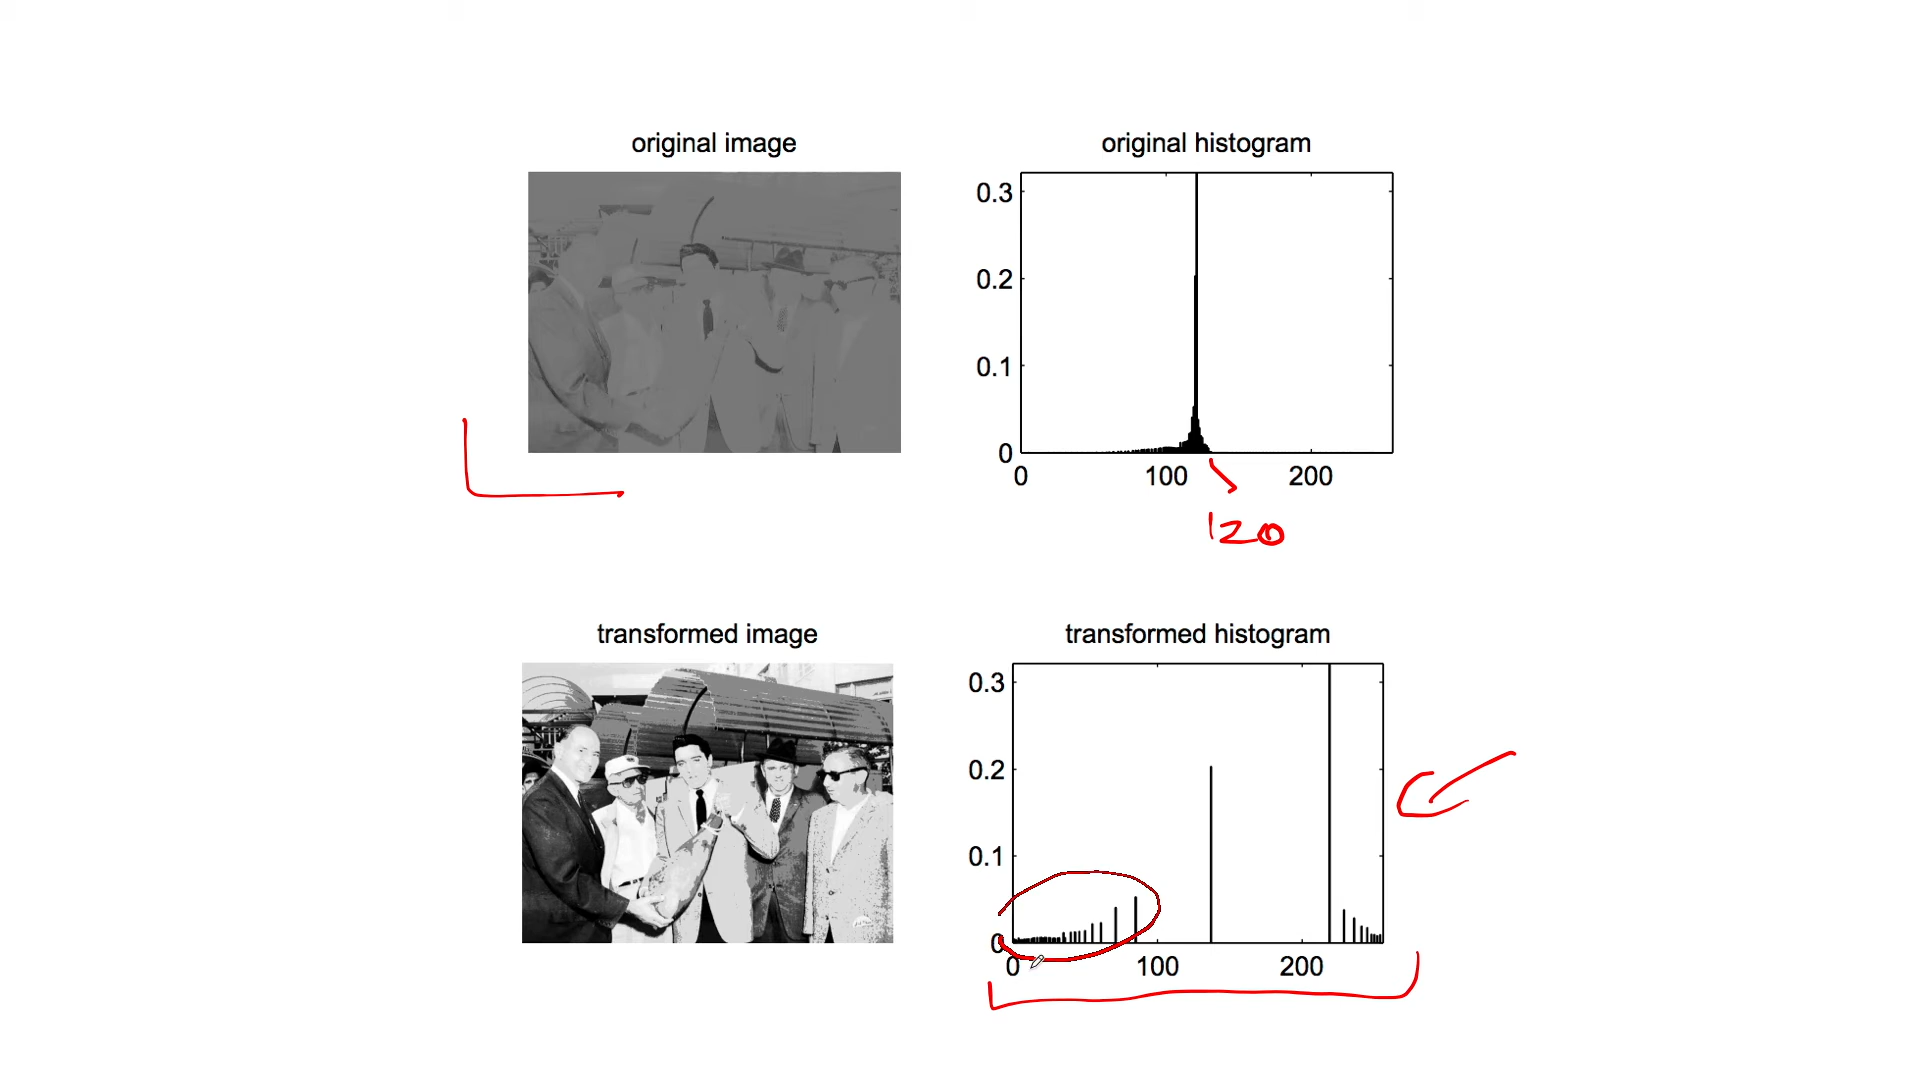 original image
original histogram
0.3
0.2
0.1
0
0 100 200
120
transformed image
transformed histogram
0.3
0.2
0.1
0
0 100 200